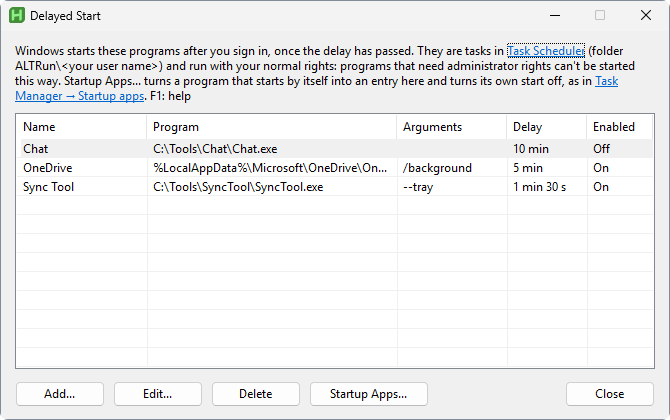 Delayed Start
Windows starts these programs after you sign in, once the delay has passed. They are tasks in Task Scheduler (folder
ALTRun\<your user name>) and run with your normal rights: programs that need administrator rights can't be started
this way. Startup Apps... turns a program that starts by itself into an entry here and turns its own start off, as in Task
Manager → Startup apps. F1: help
Name Program Arguments Delay Enabled
Chat C:\Tools\Chat\Chat.exe 10 min Off
OneDrive %LocalAppData%\Microsoft\OneDrive\On... /background 5 min On
Sync Tool C:\Tools\SyncTool\SyncTool.exe --tray 1 min 30 s On
Add... Edit... Delete Startup Apps... Close